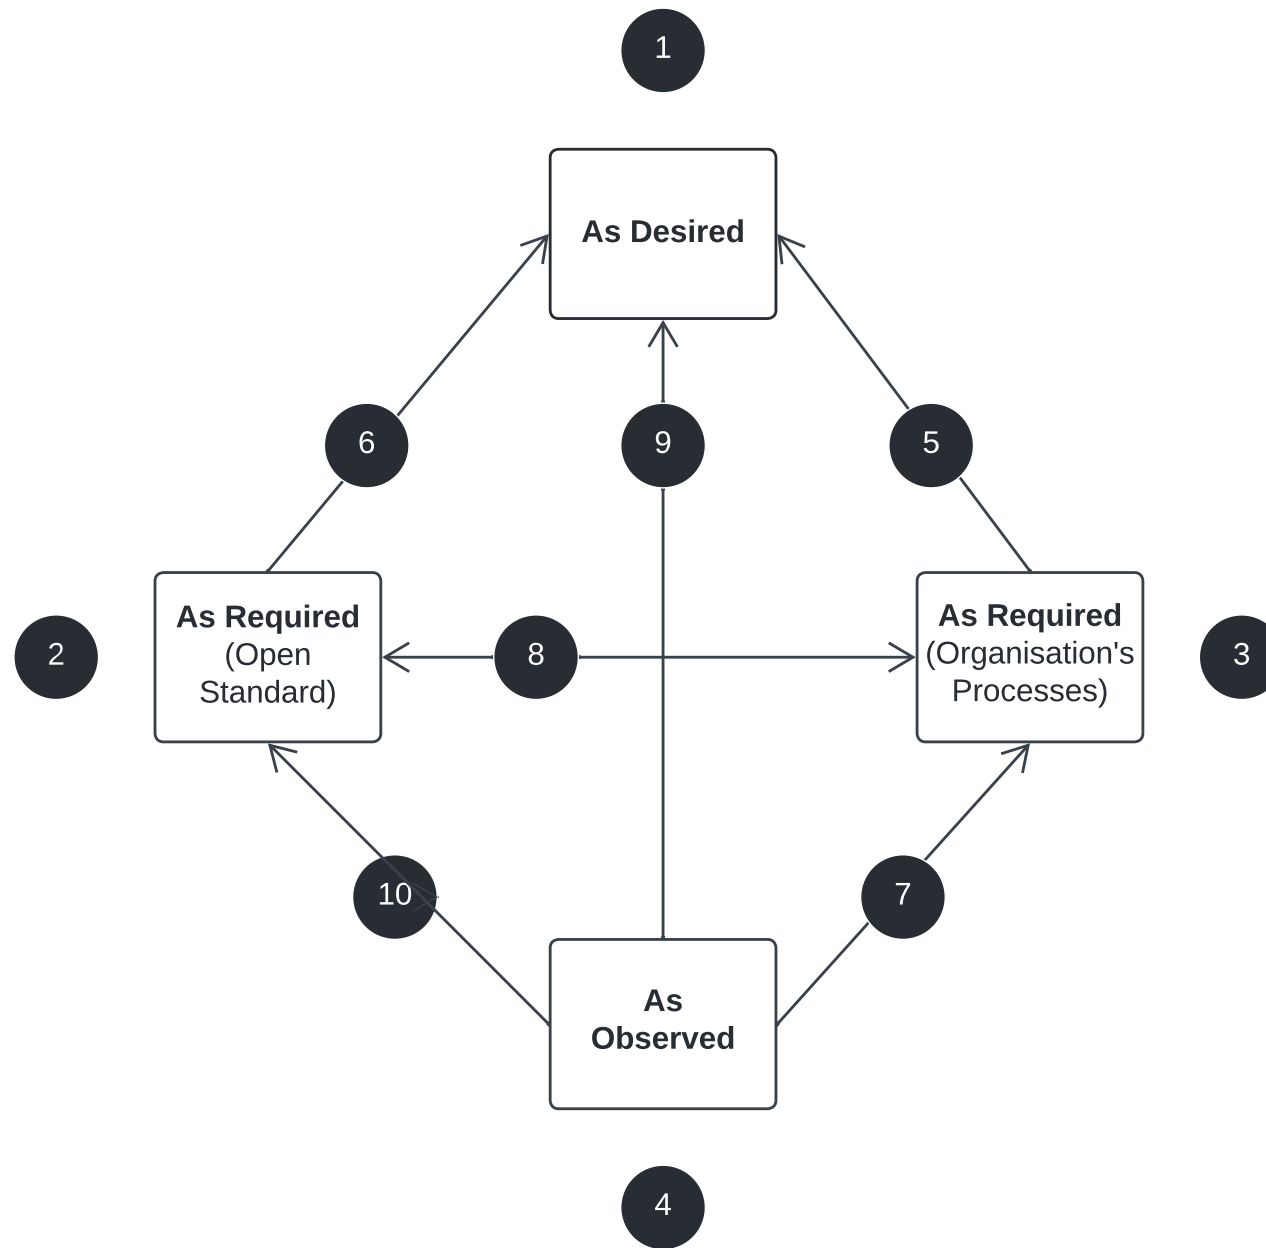 1
As Desired
6
9
5
As Required
(Open
Standard)
As Required
(Organisation's
Processes)
2
8
3
10
7
As
Observed
4